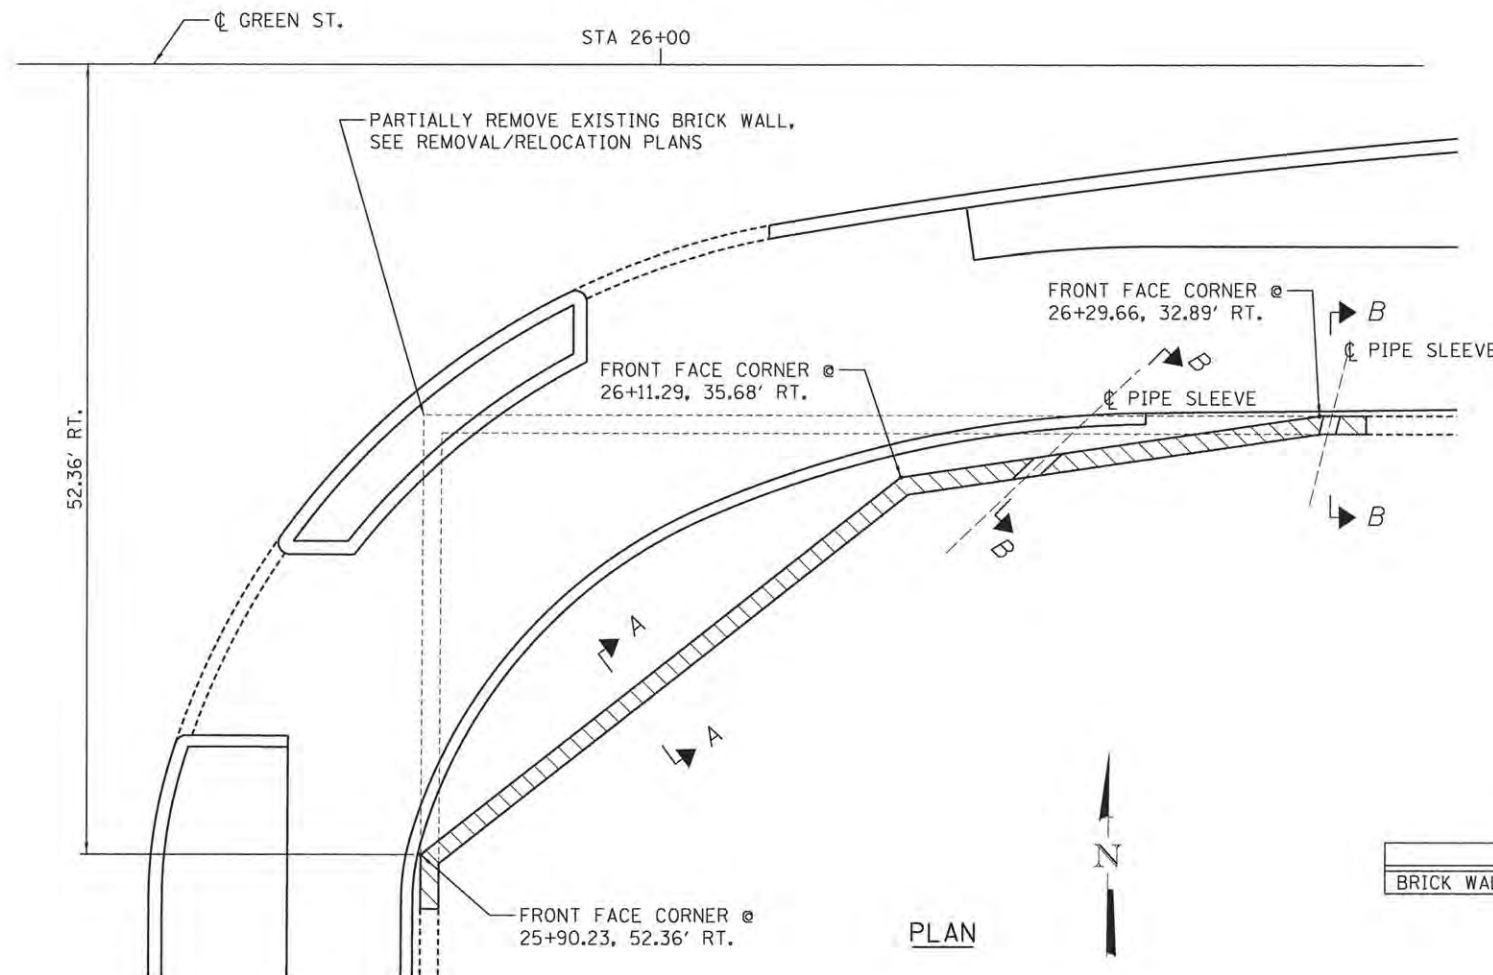 ℄ GREEN ST.
STA 26+00
PARTIALLY REMOVE EXISTING BRICK WALL,
SEE REMOVAL/RELOCATION PLANS
FRONT FACE CORNER @
26+29.66, 32.89' RT.
B
℄ PIPE SLEEVE
B
FRONT FACE CORNER @
26+11.29, 35.68' RT.
℄ PIPE SLEEVE
52.36' RT.
B
B
A
A
N
BRICK WAL
FRONT FACE CORNER @
25+90.23, 52.36' RT.
PLAN